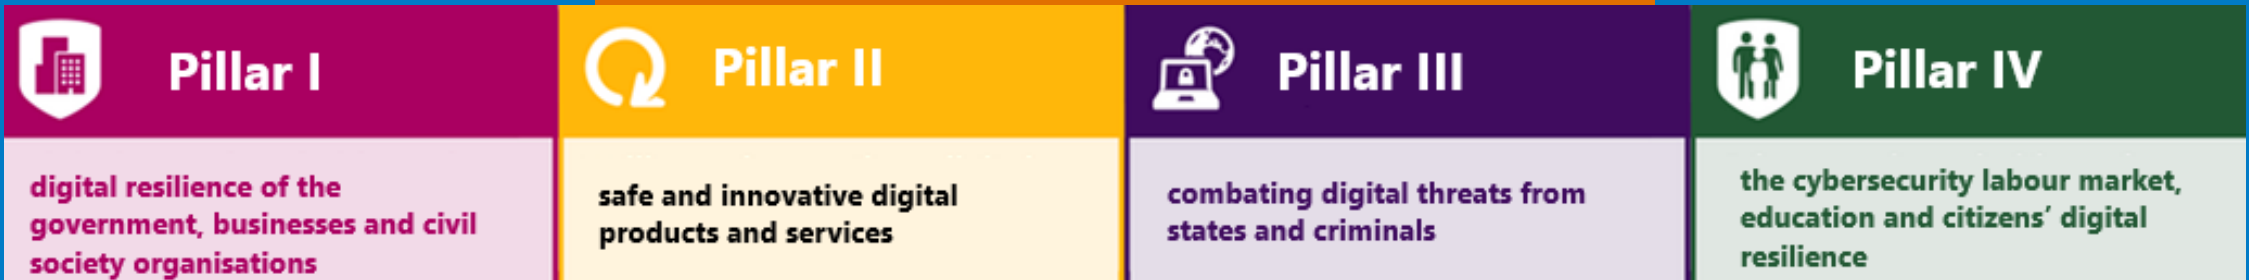 Pillar I
digital resilience of the
government, businesses and civil
society organisations
Pillar II
safe and innovative digital
products and services
Pillar III
combating digital threats from
states and criminals
Pillar IV
the cybersecurity labour market,
education and citizens’ digital
resilience